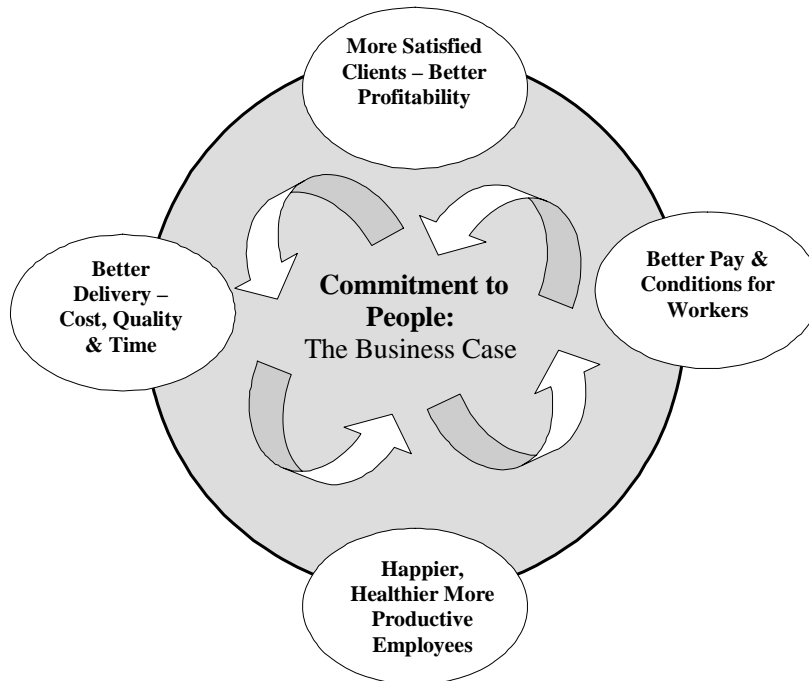 More Satisfied
Clients – Better
Profitability
Better
Delivery –
Cost, Quality
& Time
Commitment to
People:
The Business Case
Better Pay &
Conditions for
Workers
Happier,
Healthier More
Productive
Employees